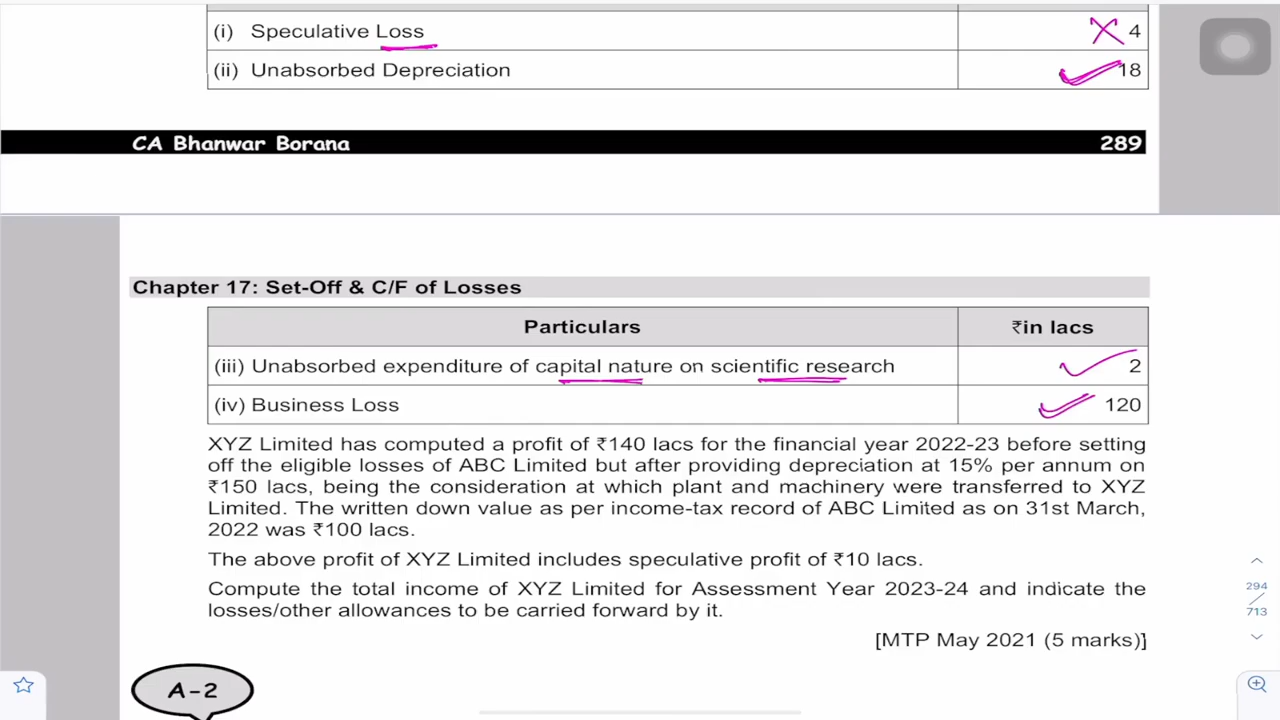 (i) Speculative Loss 4
(ii) Unabsorbed Depreciation 18
CA Bhanwar Borana 289
Chapter 17: Set-Off & C/F of Losses
Particulars ₹in lacs
(iii) Unabsorbed expenditure of capital nature on scientific research 2
(iv) Business Loss 120
XYZ Limited has computed a profit of ₹140 lacs for the financial year 2022-23 before setting
off the eligible losses of ABC Limited but after providing depreciation at 15% per annum on
₹150 lacs, being the consideration at which plant and machinery were transferred to XYZ
Limited. The written down value as per income-tax record of ABC Limited as on 31st March,
2022 was ₹100 lacs.
The above profit of XYZ Limited includes speculative profit of ₹10 lacs.
Compute the total income of XYZ Limited for Assessment Year 2023-24 and indicate the
losses/other allowances to be carried forward by it.
[MTP May 2021 (5 marks)]
294
713
A-2